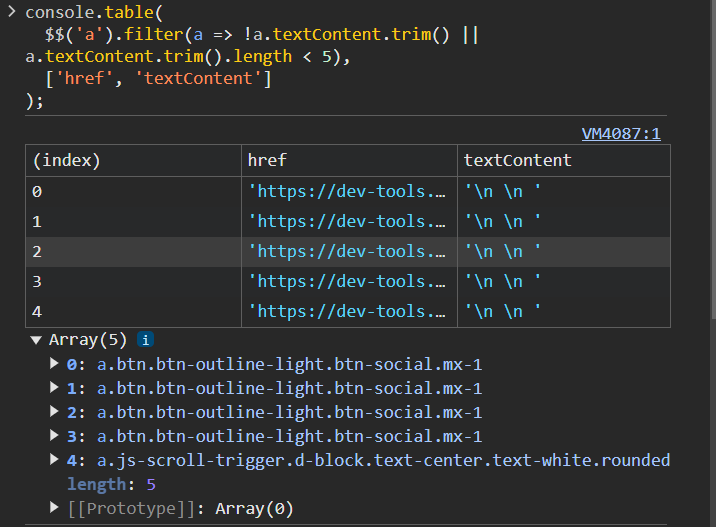 > console.table(
$$('a').filter(a => !a.textContent.trim() ||
a.textContent.trim().length < 5),
['href', 'textContent']
);
VM4087:1
(index) href textContent
0 'https://dev-tools.… '\n \n '
1 'https://dev-tools.… '\n \n '
2 'https://dev-tools.… '\n \n '
3 'https://dev-tools.… '\n \n '
4 'https://dev-tools.… '\n \n '
▼ Array(5) i
▶ 0: a.btn.btn-outline-light.btn-social.mx-1
▶ 1: a.btn.btn-outline-light.btn-social.mx-1
▶ 2: a.btn.btn-outline-light.btn-social.mx-1
▶ 3: a.btn.btn-outline-light.btn-social.mx-1
▶ 4: a.js-scroll-trigger.d-block.text-center.text-white.rounded
length: 5
▶ [[Prototype]]: Array(0)